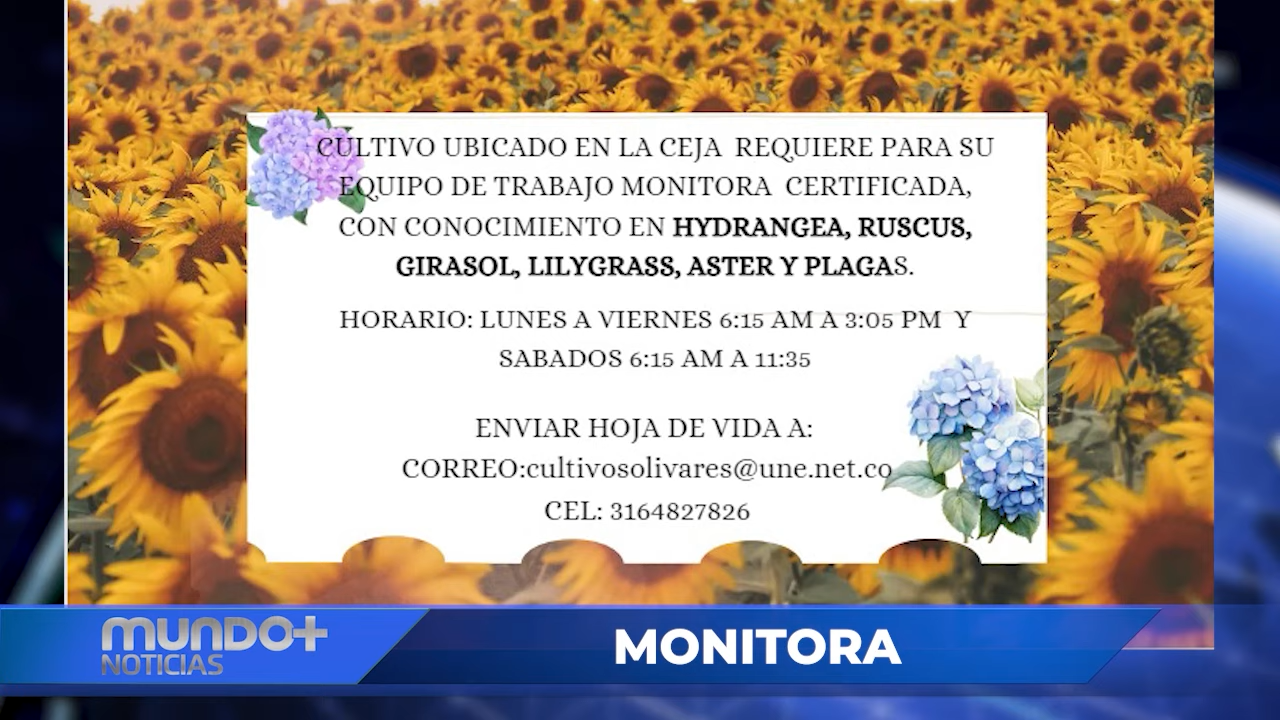 CULTIVO UBICADO EN LA CEJA REQUIERE PARA SU
EQUIPO DE TRABAJO MONITORA CERTIFICADA,
CON CONOCIMIENTO EN HYDRANGEA, RUSCUS,
GIRASOL, LILYGRASS, ASTER Y PLAGAS.
HORARIO: LUNES A VIERNES 6:15 AM A 3:05 PM Y
SABADOS 6:15 AM A 11:35
ENVIAR HOJA DE VIDA A:
CORREO:cultivosolivares@une.net.co
CEL: 3164827826
MUNDO+
NOTICIAS
MONITORA